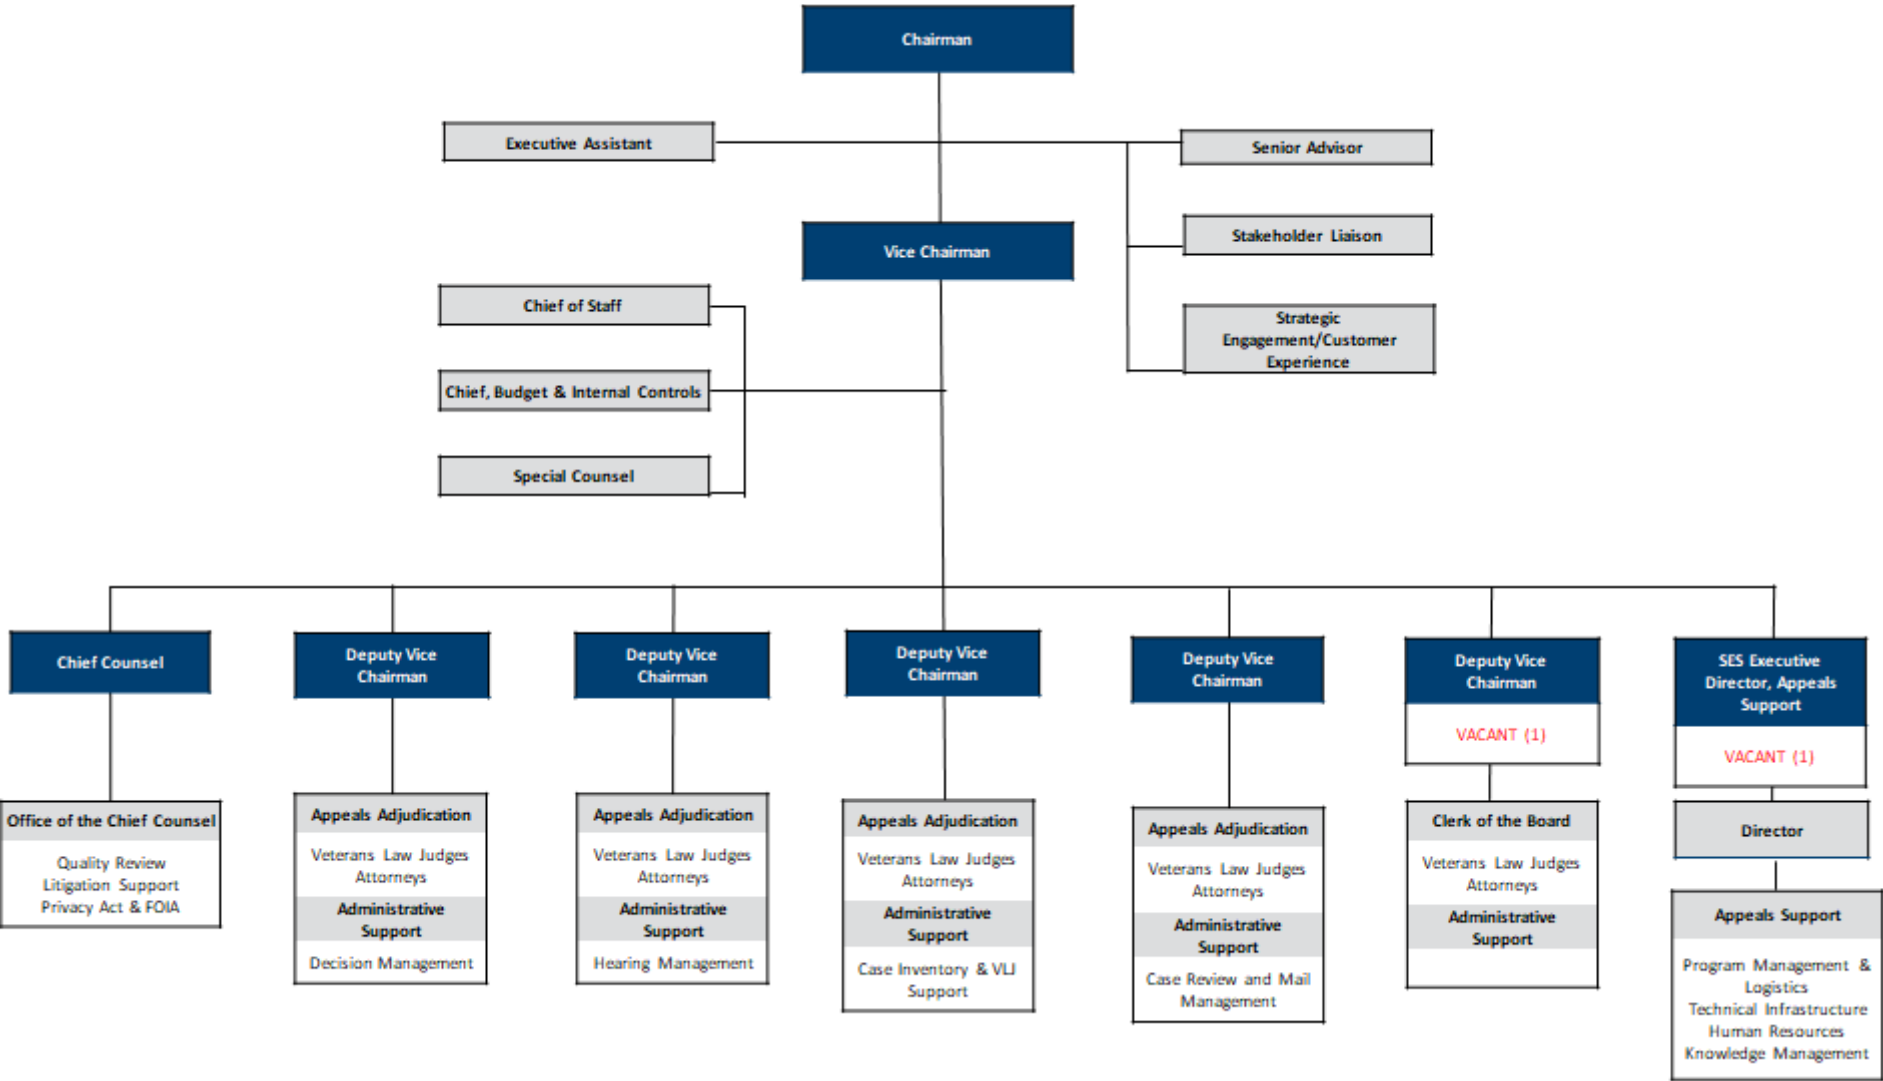 Chairman
Executive Assistant
Senior Advisor
Stakeholder Liaison
Vice Chairman
Chief of Staff
Strategic
Engagement/Customer
Experience
Chief, Budget & Internal Controls
Special Counsel
Chief Counsel
Office of the Chief Counsel
Quality Review
Litigation Support
Privacy Act & FOIA
Deputy Vice
Chairman
Appeals Adjudication
Veterans Law Judges
Attorneys
Administrative
Support
Decision Management
Deputy Vice
Chairman
Appeals Adjudication
Veterans Law Judges
Attorneys
Administrative
Support
Hearing Management
Deputy Vice
Chairman
Appeals Adjudication
Veterans Law Judges
Attorneys
Administrative
Support
Case Inventory & VLJ
Support
Deputy Vice
Chairman
Appeals Adjudication
Veterans Law Judges
Attorneys
Administrative
Support
Case Review and Mail
Management
Deputy Vice
Chairman
VACANT (1)
Clerk of the Board
Veterans Law Judges
Attorneys
Administrative
Support
SES Executive
Director, Appeals
Support
VACANT (1)
Director
Appeals Support
Program Management &
Logistics
Technical Infrastructure
Human Resources
Knowledge Management